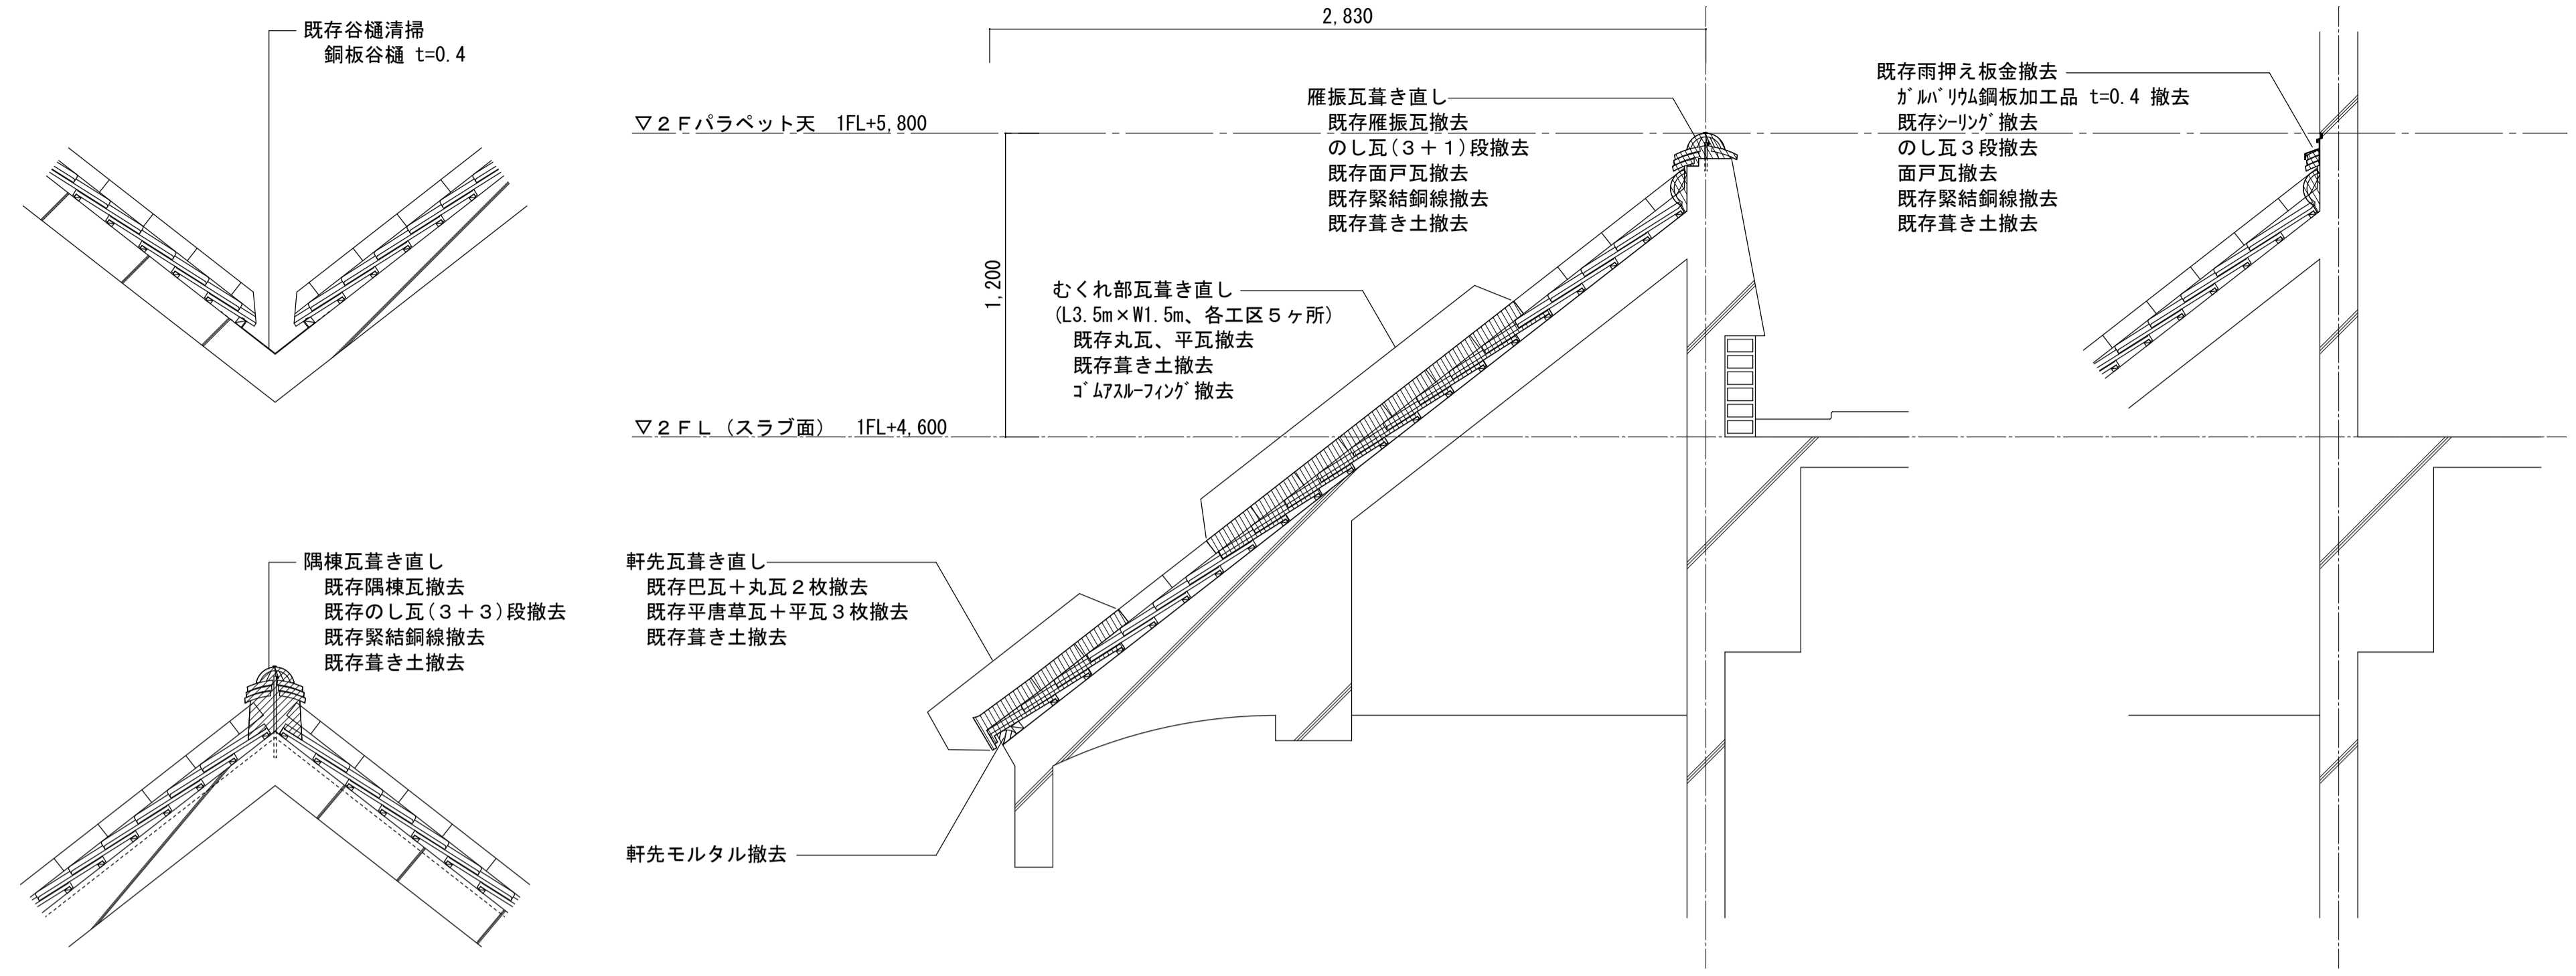 既存谷樋清掃
銅板谷樋 t=0.4
2,830
▽２Ｆパラペット天 1FL+5,800
1,200
▽２ＦＬ（スラブ面） 1FL+4,600
雁振瓦葺き直し
既存雁振瓦撤去
のし瓦(３＋１)段撤去
既存面戸瓦撤去
既存緊結銅線撤去
既存葺き土撤去
既存雨押え板金撤去
ｶﾞﾙﾊﾞﾘｳﾑ鋼板加工品 t=0.4 撤去
既存ｼｰﾘﾝｸﾞ撤去
のし瓦３段撤去
面戸瓦撤去
既存緊結銅線撤去
既存葺き土撤去
むくれ部瓦葺き直し
(L3.5m×W1.5m、各工区５ヶ所)
既存丸瓦、平瓦撤去
既存葺き土撤去
ｺﾞﾑｱｽﾙｰﾌｨﾝｸﾞ撤去
隅棟瓦葺き直し
既存隅棟瓦撤去
既存のし瓦(３＋３)段撤去
既存緊結銅線撤去
既存葺き土撤去
軒先瓦葺き直し
既存巴瓦＋丸瓦２枚撤去
既存平唐草瓦＋平瓦３枚撤去
既存葺き土撤去
軒先モルタル撤去